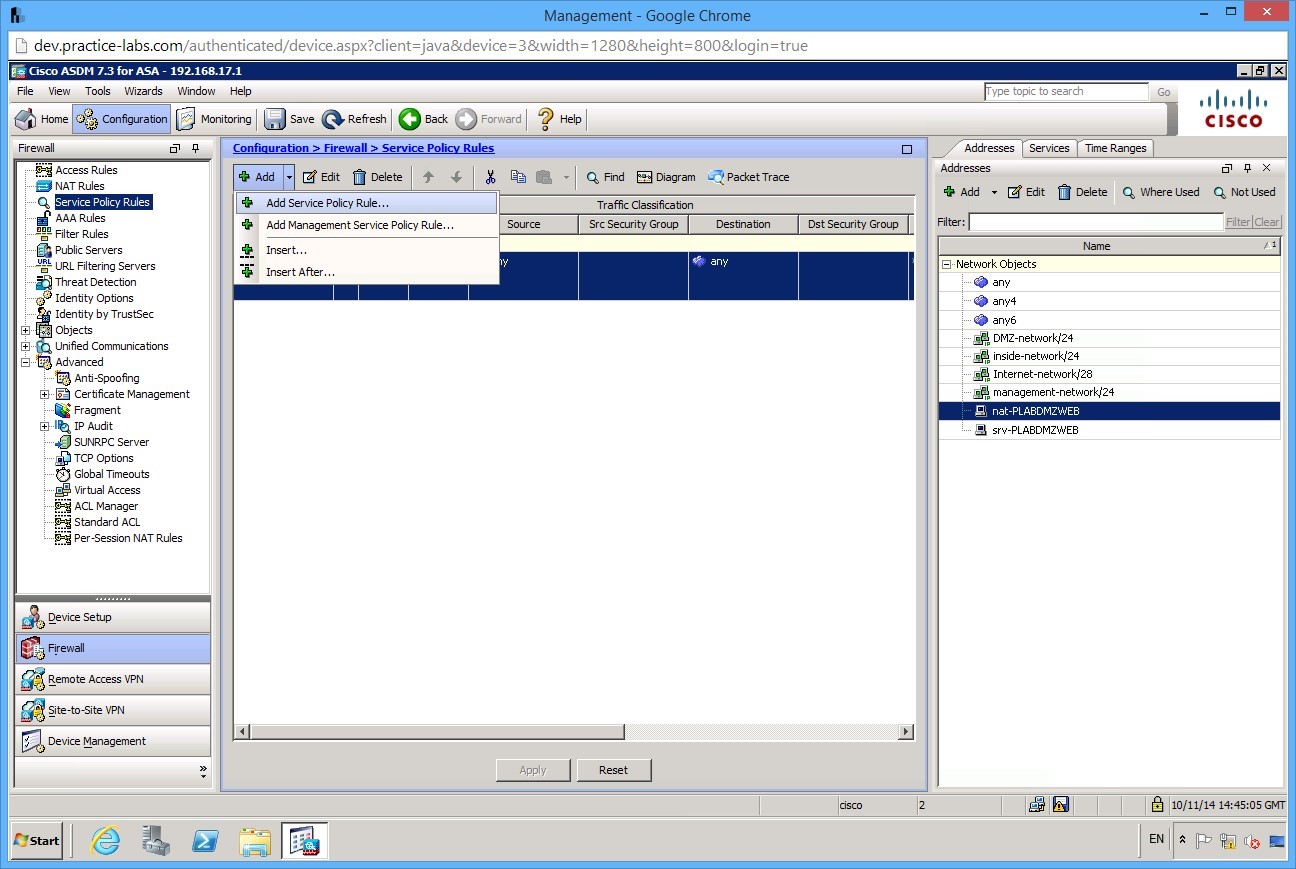 Management - Google Chrome
dev.practice-labs.com/authenticated/device.aspx?client=java&device=3&width=1280&height=800&login=true
Cisco ASDM 7.3 for ASA - 192.168.17.1
File View Tools Wizards Window Help
Type topic to search Go
Home Configuration Monitoring Save Refresh Back Forward Help
CISCO
Firewall
Access Rules
NAT Rules
Service Policy Rules
AAA Rules
Filter Rules
Public Servers
URL Filtering Servers
Threat Detection
Identity Options
Identity by TrustSec
Objects
Unified Communications
Advanced
Anti-Spoofing
Certificate Management
Fragment
IP Audit
SUNRPC Server
TCP Options
Global Timeouts
Virtual Access
ACL Manager
Standard ACL
Per-Session NAT Rules
Device Setup
Firewall
Remote Access VPN
Site-to-Site VPN
Device Management
Configuration > Firewall > Service Policy Rules
Add Edit Delete Find Diagram Packet Trace
Add Service Policy Rule...
Add Management Service Policy Rule...
Insert...
Insert After...
Traffic Classification
Source Src Security Group Destination Dst Security Group
any
Apply Reset
Addresses Services Time Ranges
Addresses
Add Edit Delete Where Used Not Used
Filter: Filter Clear
Name
Network Objects
any
any4
any6
DMZ-network/24
inside-network/24
Internet-network/28
management-network/24
nat-PLABDMZWEB
srv-PLABDMZWEB
cisco 2 10/11/14 14:45:05 GMT
Start EN